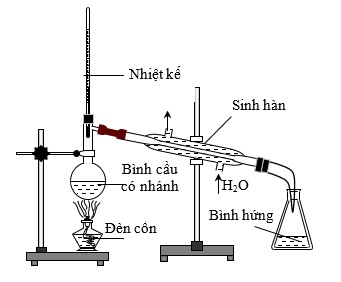 Nhiệt kế
Sinh hàn
Bình cầu
có nhánh
H₂O
Bình hứng
Đèn cồn